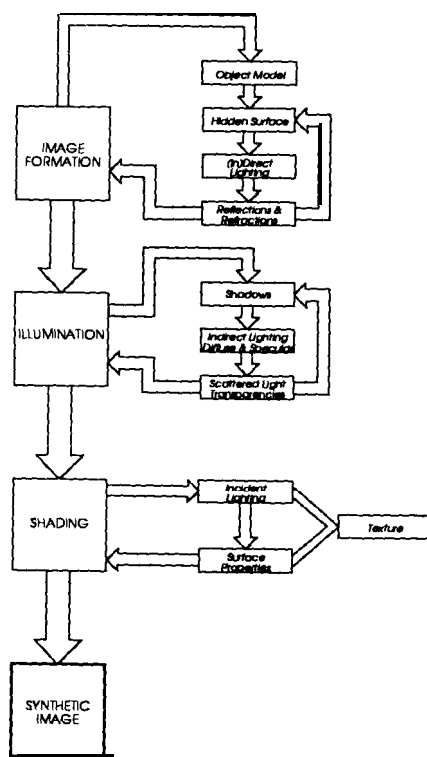 Object Model
Hidden Surface
IMAGE
FORMATION
(In)Direct
Lighting
Reflections &
Refractions
Shadows
ILLUMINATION
Indirect Lighting
Diffuse & Specular
Scattered Light
Transparencies
Incident
Lighting
SHADING
Texture
Surface
Properties
SYNTHETIC
IMAGE